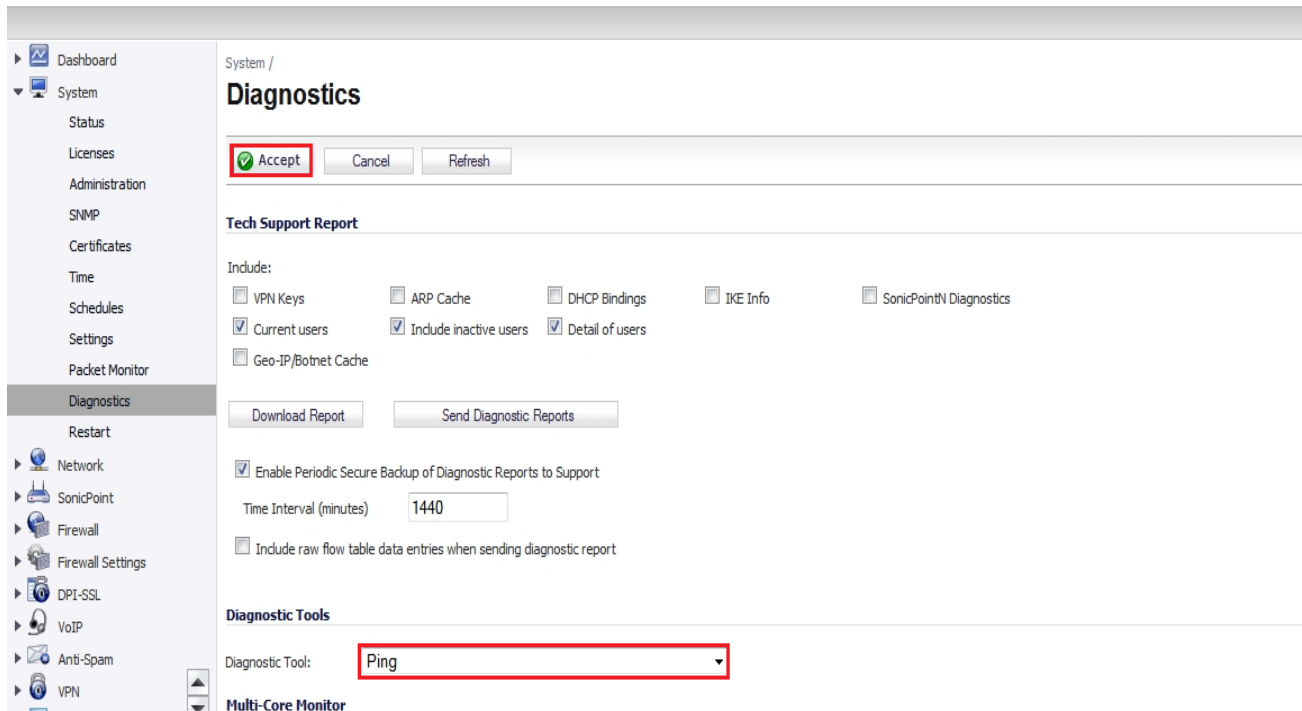 Dashboard
System
Status
Licenses
Administration
SNMP
Certificates
Time
Schedules
Settings
Packet Monitor
Diagnostics
Restart
Network
SonicPoint
Firewall
Firewall Settings
DPI-SSL
VoIP
Anti-Spam
VPN
System /
Diagnostics
Accept Cancel Refresh
Tech Support Report
Include:
VPN Keys ARP Cache DHCP Bindings IKE Info SonicPointN Diagnostics
Current users Include inactive users Detail of users
Geo-IP/Botnet Cache
Download Report Send Diagnostic Reports
Enable Periodic Secure Backup of Diagnostic Reports to Support
Time Interval (minutes) 1440
Include raw flow table data entries when sending diagnostic report
Diagnostic Tools
Diagnostic Tool: Ping
Multi-Core Monitor